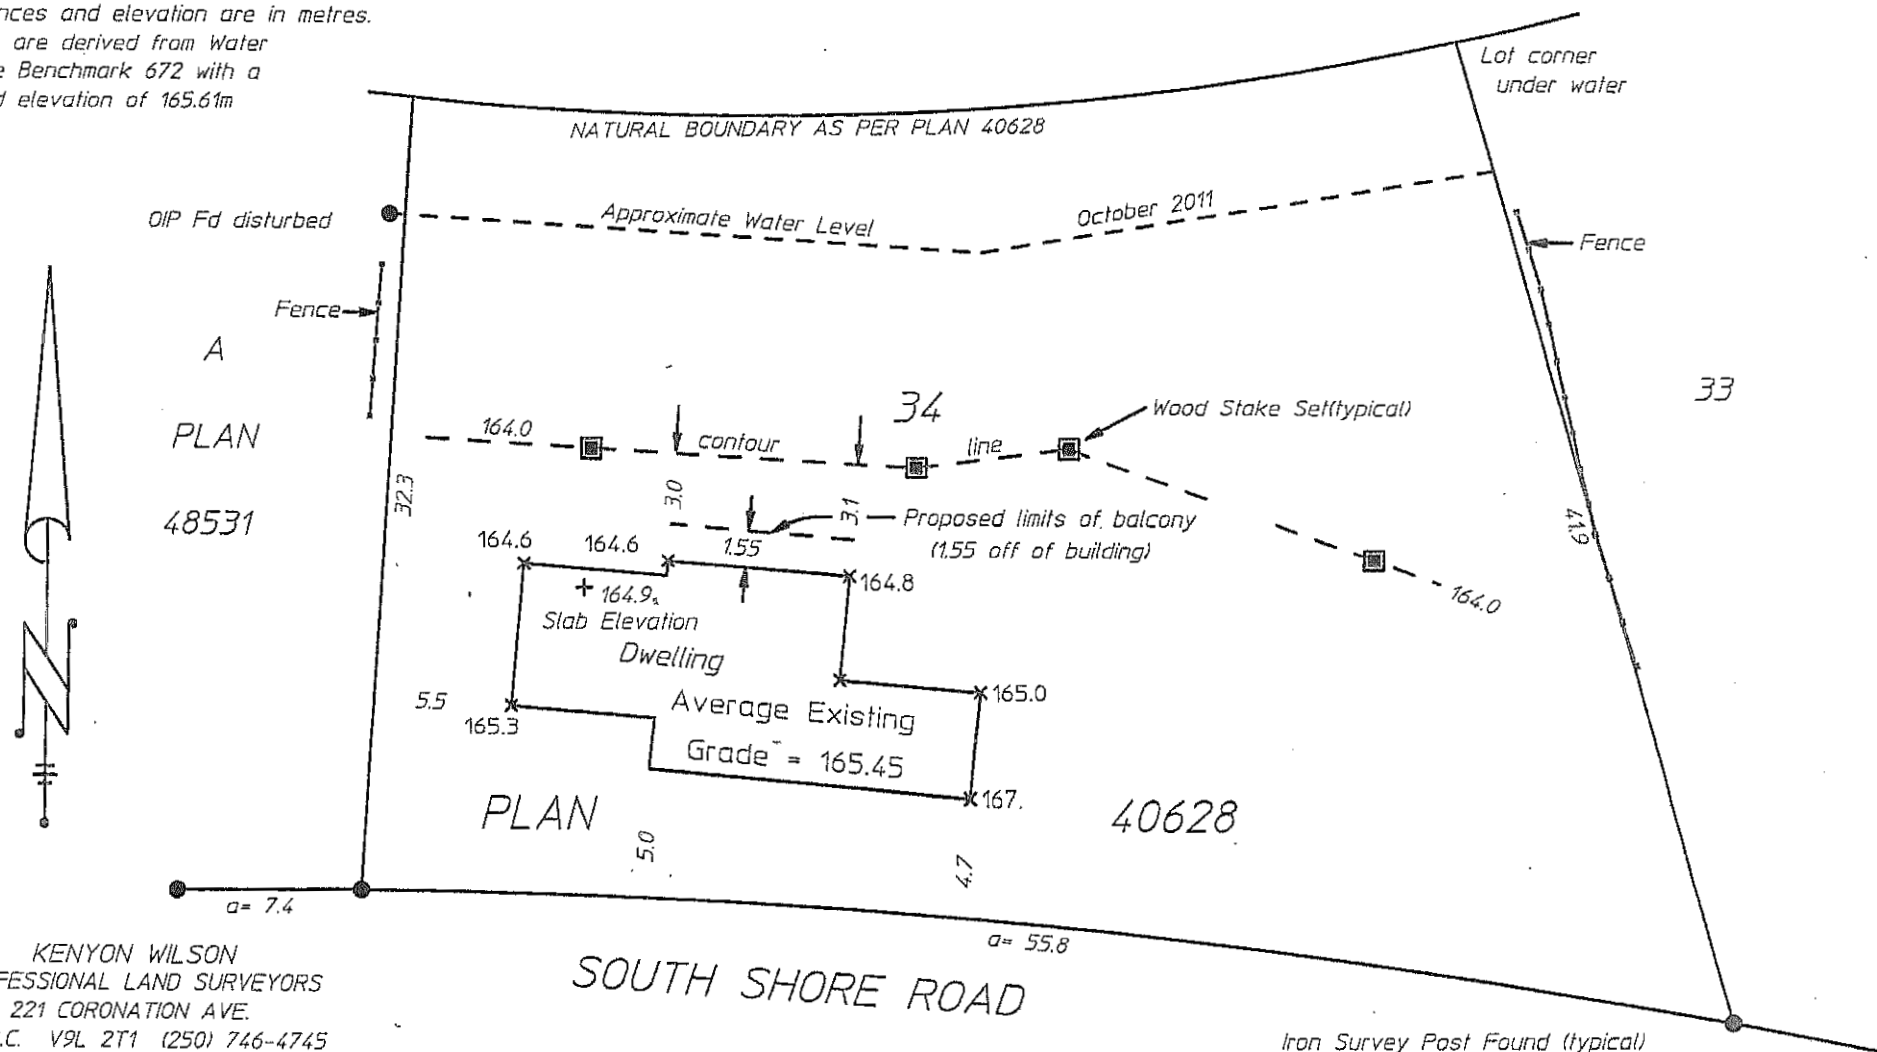 and elevation are in metres.
are derived from Water
Benchmark 672 with a
elevation of 165.61m
Lot corner
under water
NATURAL BOUNDARY AS PER PLAN 40628
OIP Fd disturbed
Approximate Water Level
October 2011
Fence
Fence
A
PLAN
48531
34
33
Wood Stake Set(typical)
164.0
contour
line
32.3
3.0
3.1
Proposed limits of balcony
(1.55 off of building)
41.9
164.6
164.6
1.55
164.8
164.9
Slab Elevation
Dwelling
164.0
5.5
165.3
165.0
Average Existing
Grade = 165.45
167.
PLAN
40628
5.0
4.7
N
a= 7.4
a= 55.8
KENYON WILSON
FESSIONAL LAND SURVEYORS
221 CORONATION AVE.
.C. V9L 2T1 (250) 746-4745
SOUTH SHORE ROAD
Iron Survey Post Found (typical)